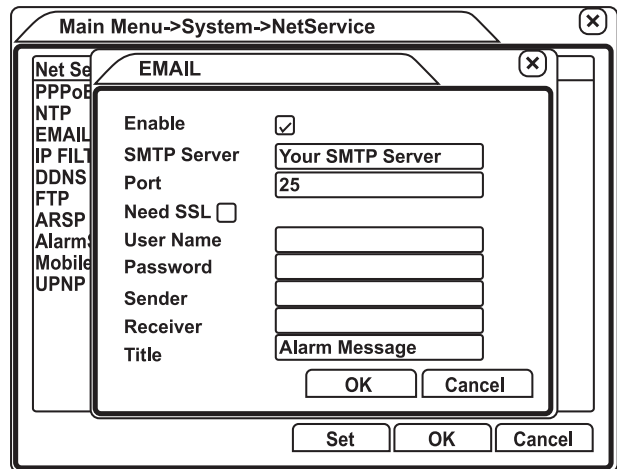 Main Menu->System->NetService
Net Se
EMAIL
PPPoE
NTP
EMAIL
IP FILT
DDNS
FTP
ARSP
Alarm
Mobile
UPNP
Enable
SMTP Server Your SMTP Server
Port 25
Need SSL
User Name
Password
Sender
Receiver
Title Alarm Message
OK Cancel
Set OK Cancel